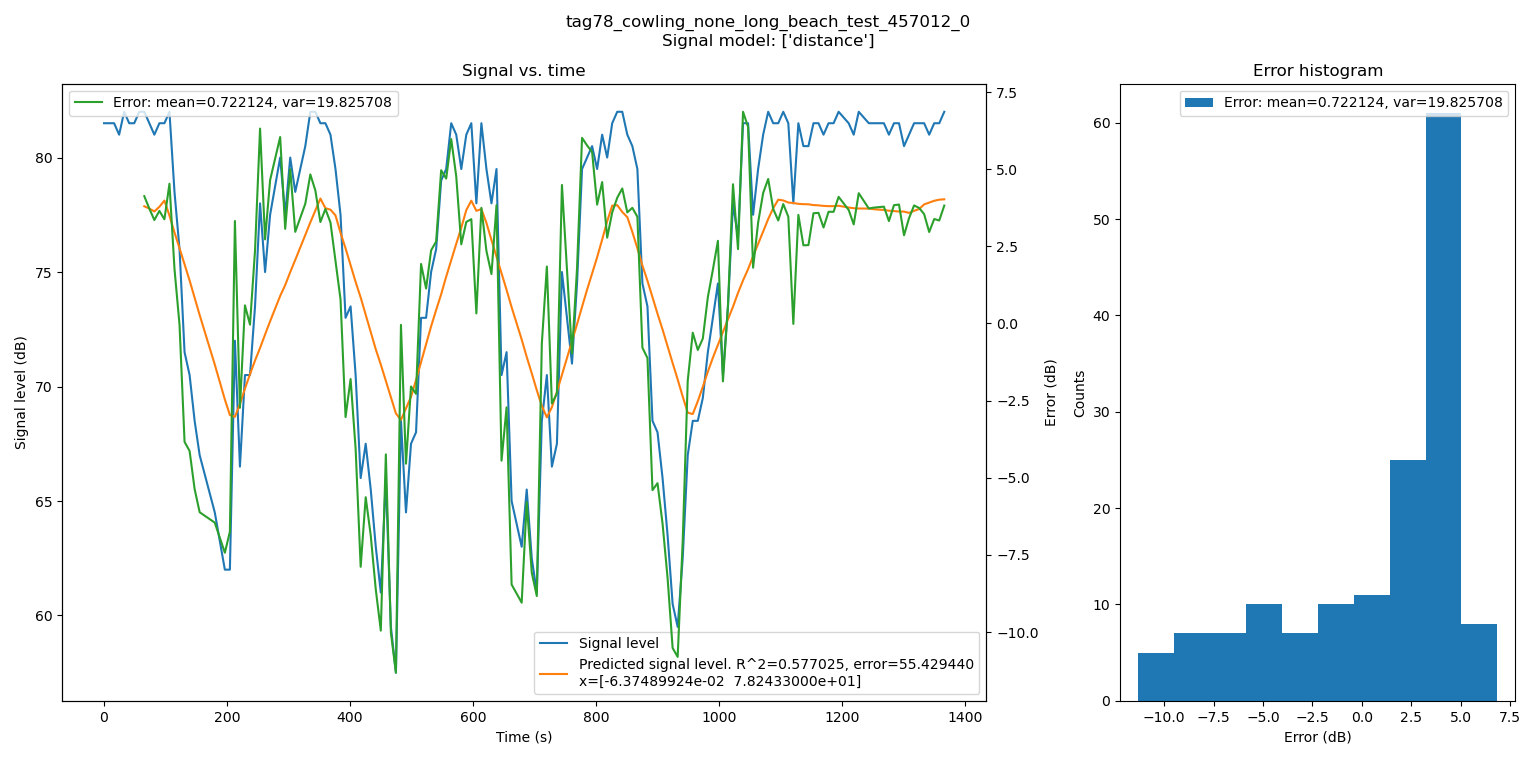 tag78_cowling_none_long_beach_test_457012_0
Signal model: ['distance']
Signal vs. time
Error: mean=0.722124, var=19.825708
Signal level (dB)
80
75
70
65
60
7.5
5.0
2.5
0.0
−2.5
−5.0
−7.5
−10.0
Error (dB)
Signal level
Predicted signal level. R^2=0.577025, error=55.429440
x=[-6.37489924e-02  7.82433000e+01]
0 200 400 600 800 1000 1200 1400
Time (s)
Error histogram
Error: mean=0.722124, var=19.825708
Counts
60
50
40
30
20
10
0
−10.0 −7.5 −5.0 −2.5 0.0 2.5 5.0 7.5
Error (dB)